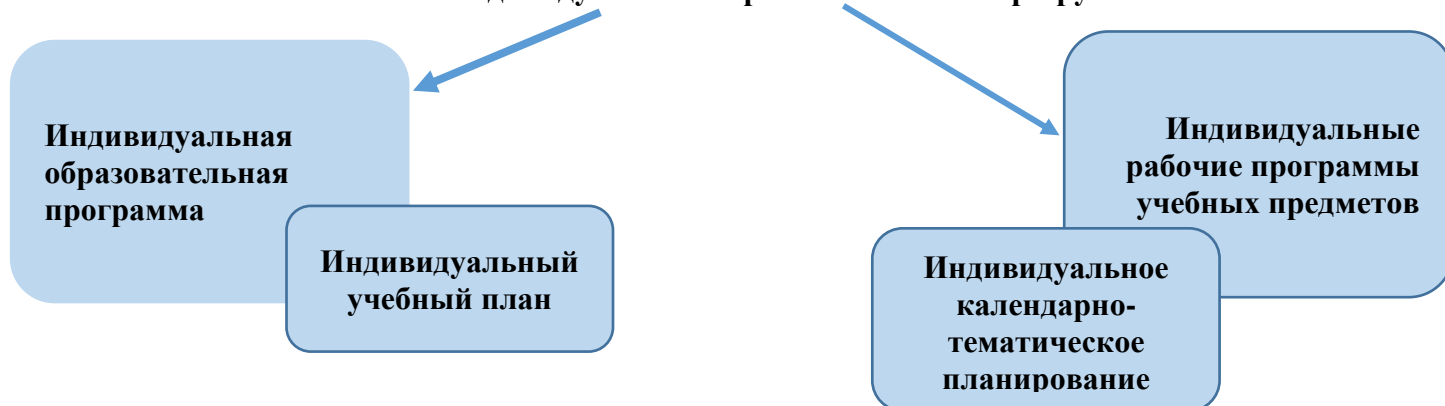 Индивидуальная
образовательная
программа
Индивидуальный
учебный план
Индивидуальные
рабочие программы
учебных предметов
Индивидуальное
календарно-
тематическое
планирование